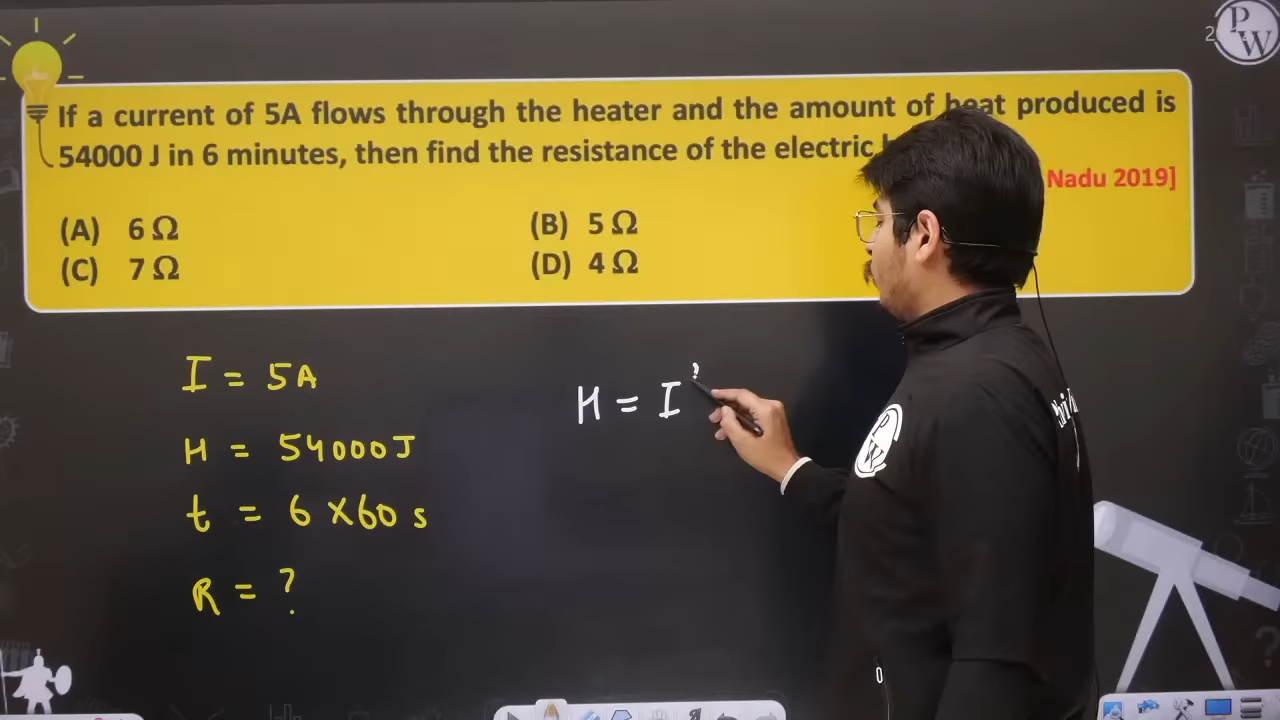 If a current of 5A flows through the heater and the amount of heat produced is
54000 J in 6 minutes, then find the resistance of the electric
Nadu 2019]
(A) 6 Ω
(B) 5 Ω
(C) 7 Ω
(D) 4 Ω
I = 5A
H = 54000J
t = 6 × 60 s
R = ?
H = I
P
W
P
W